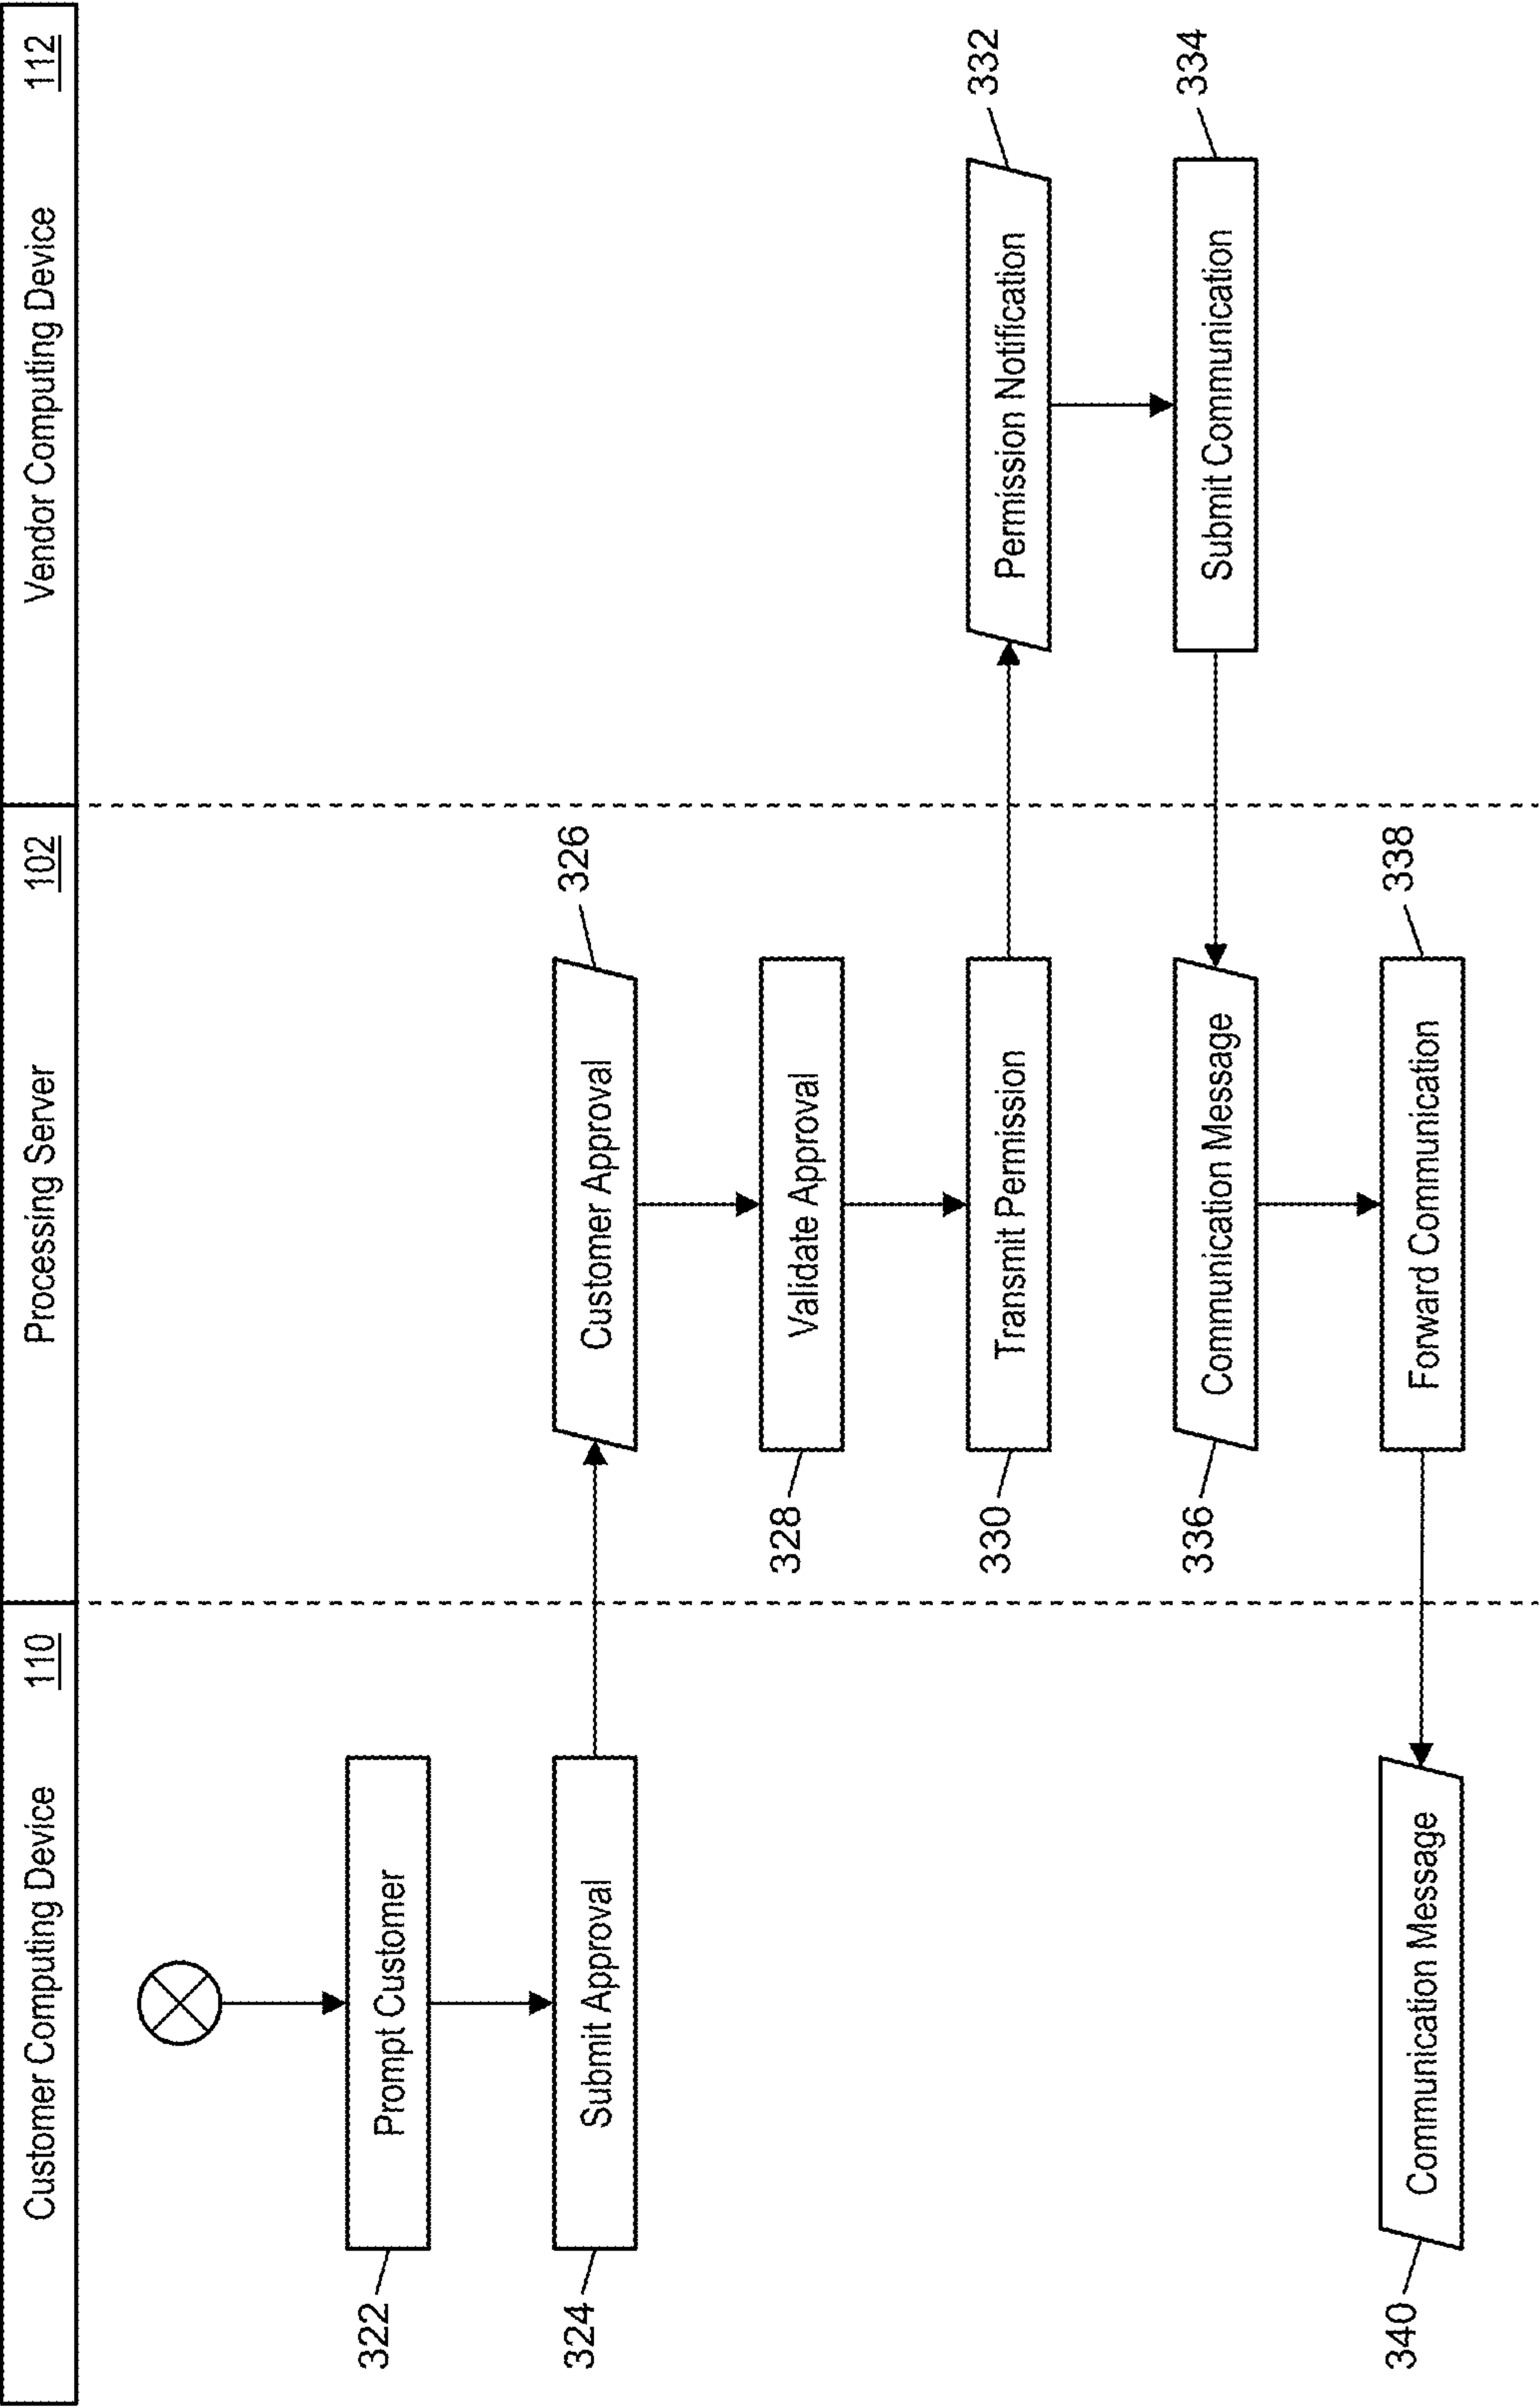 Customer Computing Device 110
Processing Server 102
Vendor Computing Device 112
322
Prompt Customer
324
Submit Approval
Customer Approval
326
328
Validate Approval
330
Transmit Permission
Permission Notification
332
Submit Communication
334
336
Communication Message
Forward Communication
338
340
Communication Message